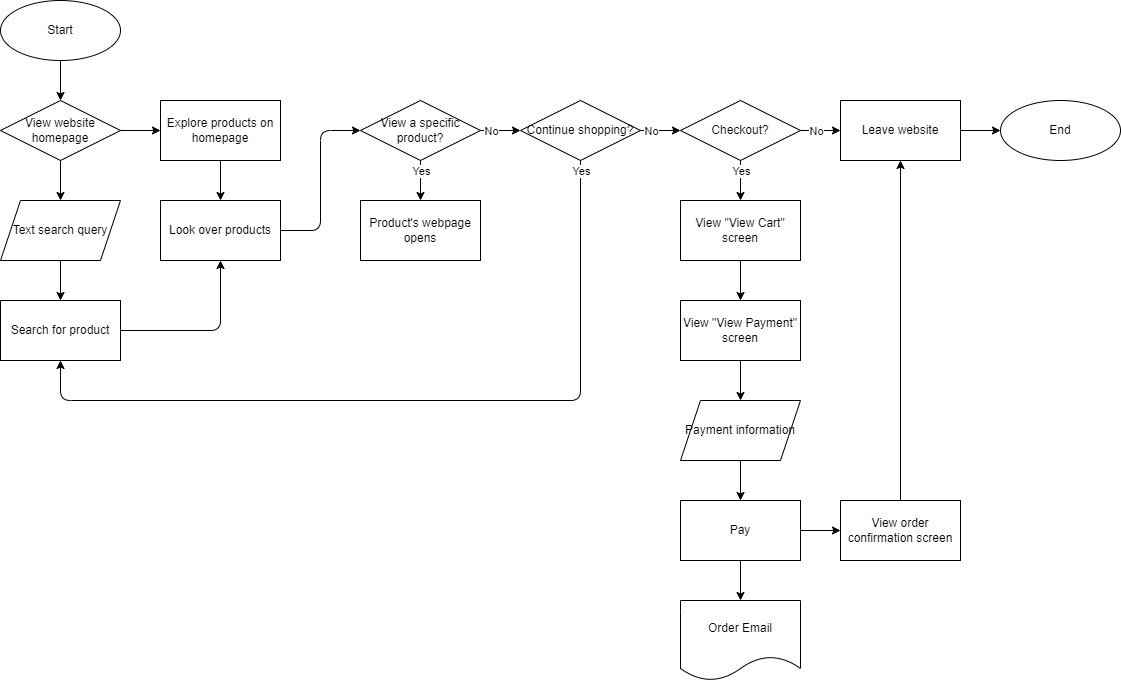 Start
View website
homepage
Explore products on
homepage
View a specific
product?
No
Continue shopping?
No
Checkout?
No
Leave website
End
Yes
Yes
Yes
Text search query
Look over products
Product's webpage
opens
View "View Cart"
screen
Search for product
View "View Payment"
screen
Payment information
Pay
View order
confirmation screen
Order Email